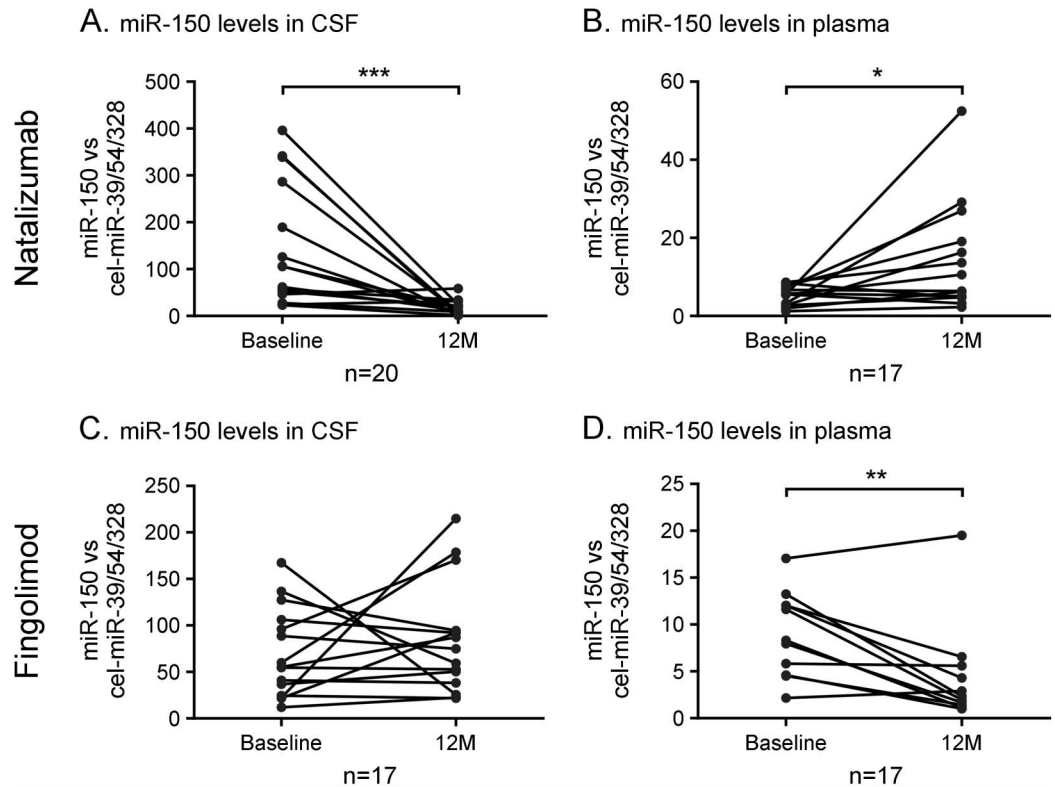 A. miR-150 levels in CSF
B. miR-150 levels in plasma
Natalizumab
miR-150 vs
cel-miR-39/54/328
500
400
300
200
100
0
***
Baseline
12M
n=20
miR-150 vs
cel-miR-39/54/328
60
40
20
0
*
Baseline
12M
n=17
C. miR-150 levels in CSF
D. miR-150 levels in plasma
Fingolimod
miR-150 vs
cel-miR-39/54/328
250
200
150
100
50
0
Baseline
12M
n=17
miR-150 vs
cel-miR-39/54/328
25
20
15
10
5
0
**
Baseline
12M
n=17